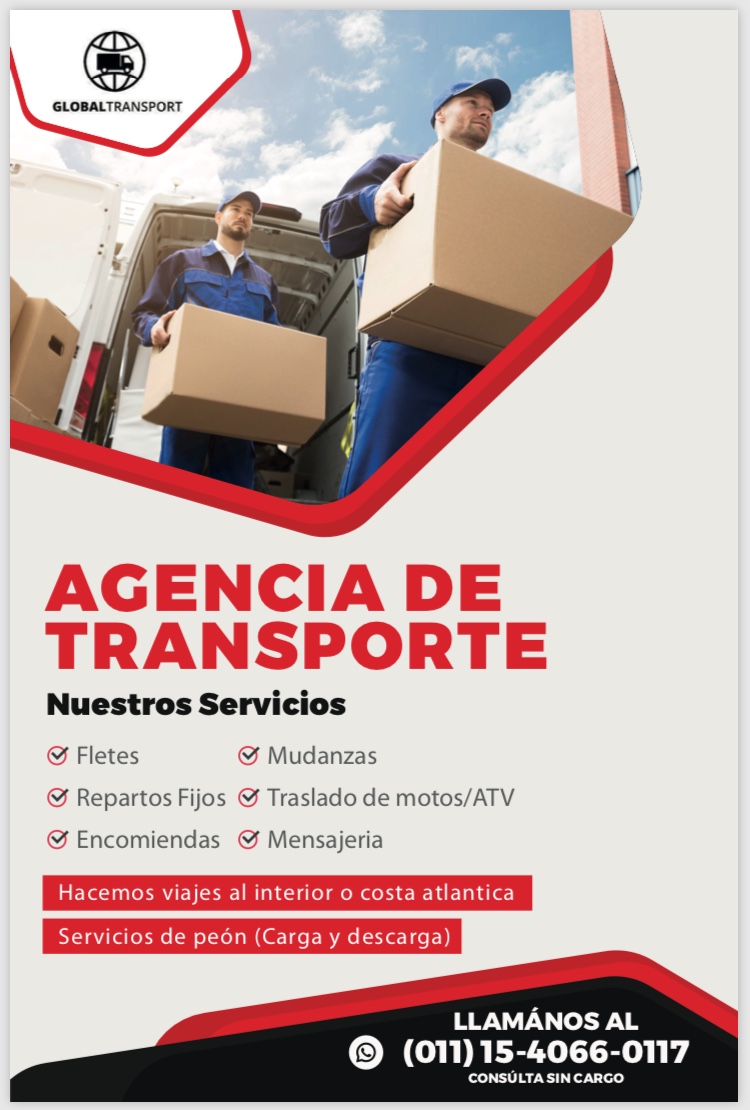 GLOBALTRANSPORT
AGENCIA DE
TRANSPORTE
Nuestros Servicios
Fletes
Mudanzas
Repartos Fijos
Traslado de motos/ATV
Encomiendas
Mensajeria
Hacemos viajes al interior o costa atlantica
Servicios de peón (Carga y descarga)
LLAMÁNOS AL
(011) 15-4066-0117
CONSÚLTA SIN CARGO